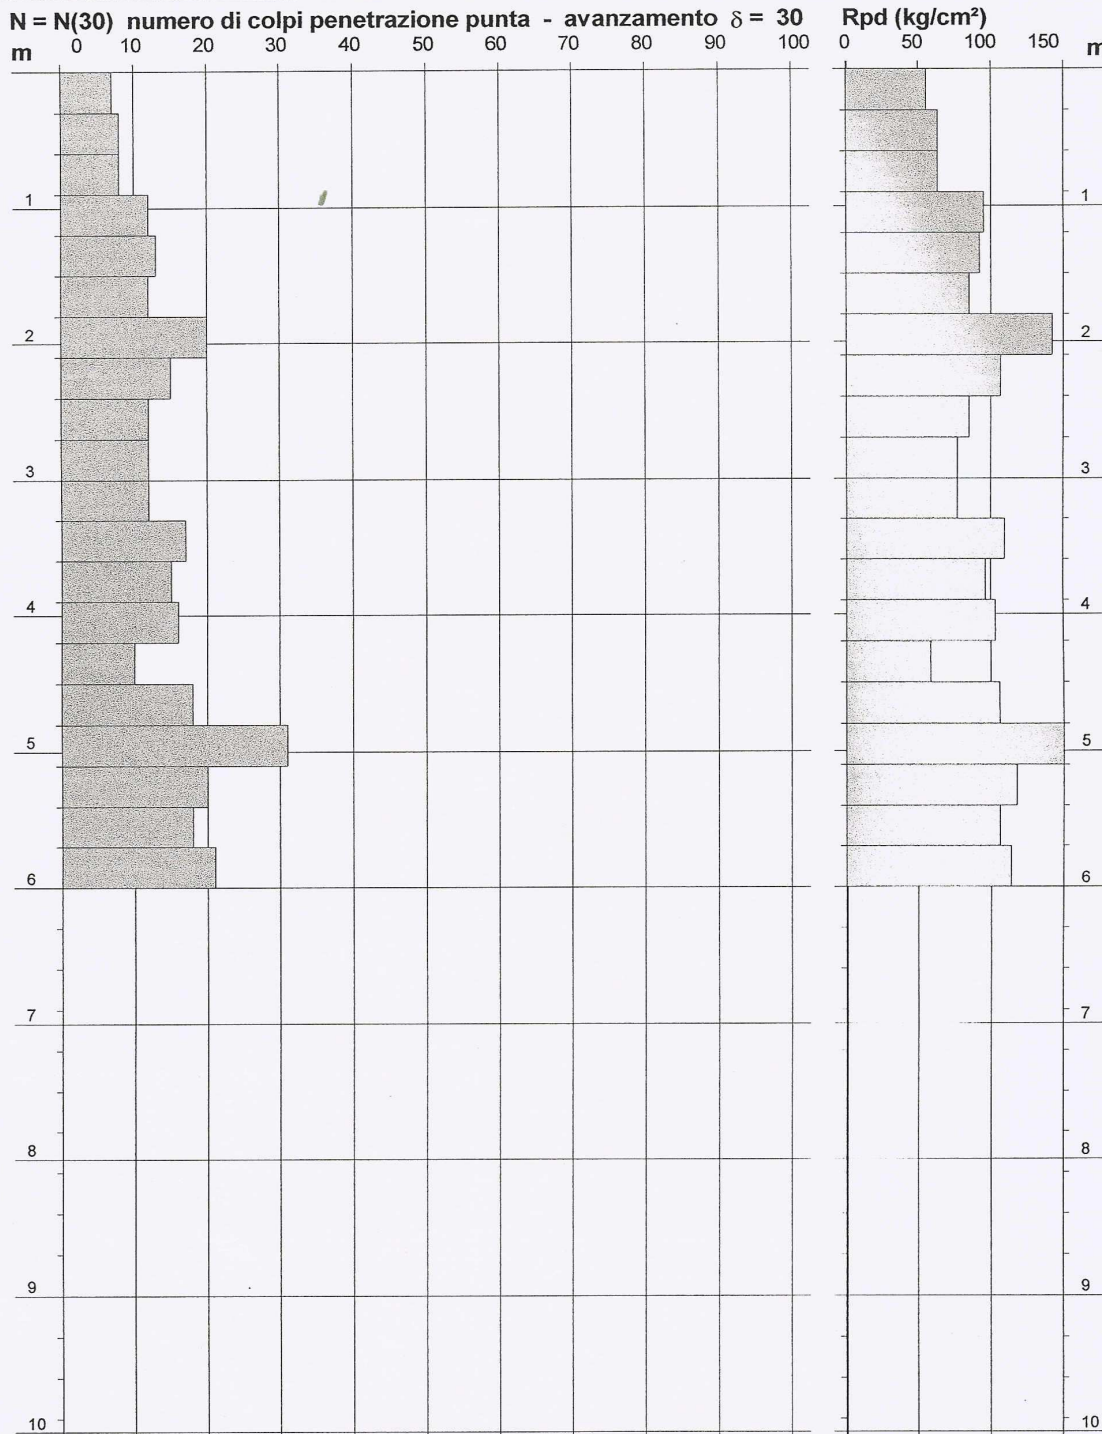 N = N(30) numero di colpi penetrazione punta - avanzamento δ = 30
Rpd (kg/cm²)
m 0 10 20 30 40 50 60 70 80 90 100
0 50 100 150 m
1 1
2 2
3 3
4 4
5 5
6 6
7 7
8 8
9 9
10 10